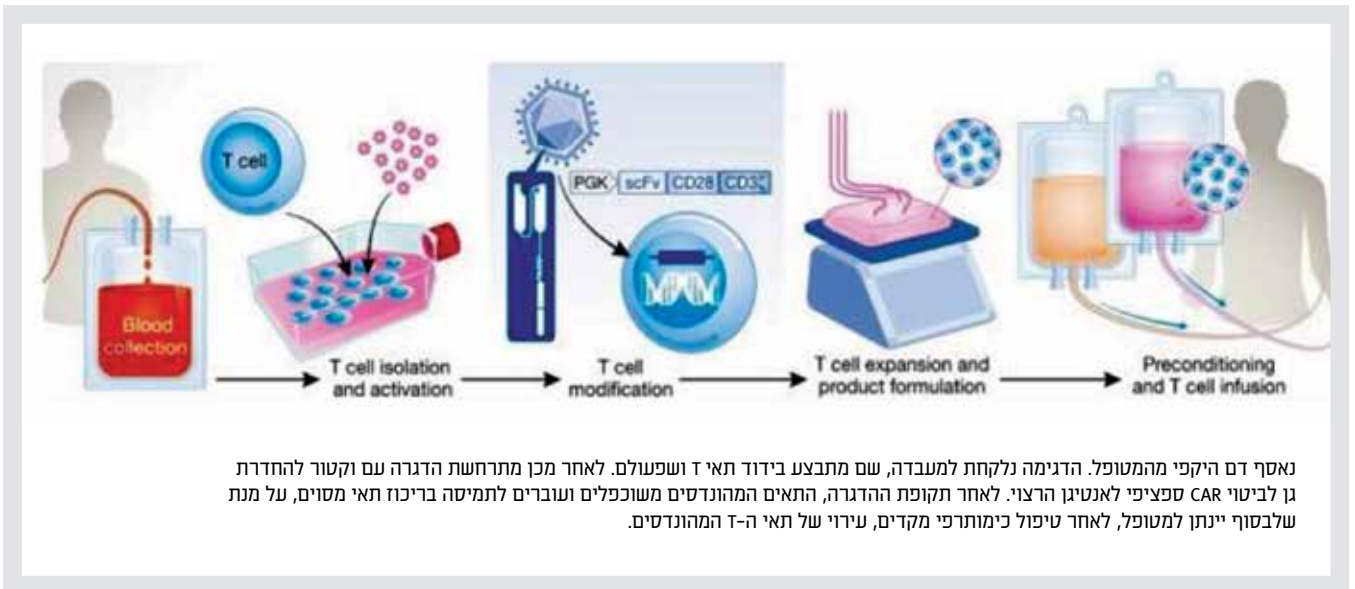 T cell
Blood
collection
PGK scFv CD28 CD3ζ
T cell isolation
and activation
T cell
modification
T cell expansion and
product formulation
Preconditioning
and T cell infusion
נאסף דם היקפי מהמטופל. הדגימה נלקחת למעבדה, שם מתבצע בידוד תאי T ושפעולם. לאחר מכן מתרחשת הדגרה עם וקטור להחדרת
גן לביטוי CAR ספציפי לאנטיגן הרצוי. לאחר תקופת ההדגרה, התאים המהונדסים משוכפלים ועוברים לתמיסה בריכוז תאי מסוים, על מנת
שלבסוף יינתן למטופל, לאחר טיפול כימותרפי מקדים, עירוי של תאי ה-T המהונדסים.